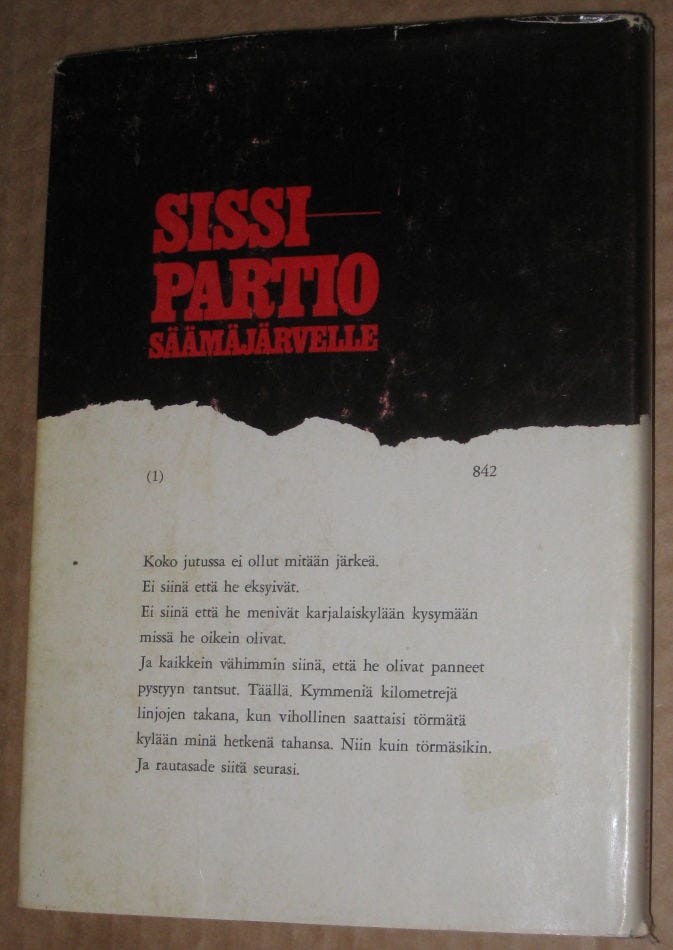 SISSI—
PARTIO
SÄÄMÄJÄRVELLE
(1) 842
Koko jutussa ei ollut mitään järkeä.
Ei siinä että he eksyivät.
Ei siinä että he menivät karjalaiskylään kysymään
missä he oikein olivat.
Ja kaikkein vähimmin siinä, että he olivat panneet
pystyyn tantsut. Täällä. Kymmeniä kilometrejä
linjojen takana, kun vihollinen saattaisi törmätä
kylään minä hetkenä tahansa. Niin kuin törmäsikin.
Ja rautasade siitä seurasi.